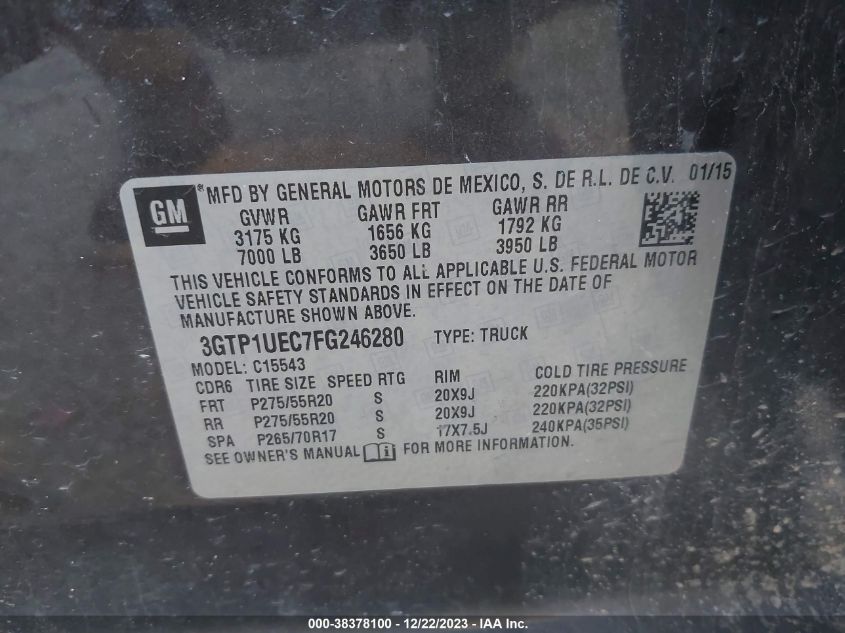 GM ® MFD BY GENERAL MOTORS DE MEXICO, S. DE R.L. DE C.V. 01/15
GVWR GAWR FRT GAWR RR
3175 KG 1656 KG 1792 KG
7000 LB 3650 LB 3950 LB
THIS VEHICLE CONFORMS TO ALL APPLICABLE U.S. FEDERAL MOTOR
VEHICLE SAFETY STANDARDS IN EFFECT ON THE DATE OF
MANUFACTURE SHOWN ABOVE.
3GTP1UEC7FG246280 TYPE: TRUCK
MODEL: C15543
CDR6 TIRE SIZE SPEED RTG RIM COLD TIRE PRESSURE
FRT P275/55R20 S 20X9J 220KPA(32PSI)
RR P275/55R20 S 20X9J 220KPA(32PSI)
SPA P265/70R17 S 17X7.5J 240KPA(35PSI)
SEE OWNER'S MANUAL FOR MORE INFORMATION.
000-38378100 - 12/22/2023 - © IAA, Inc.